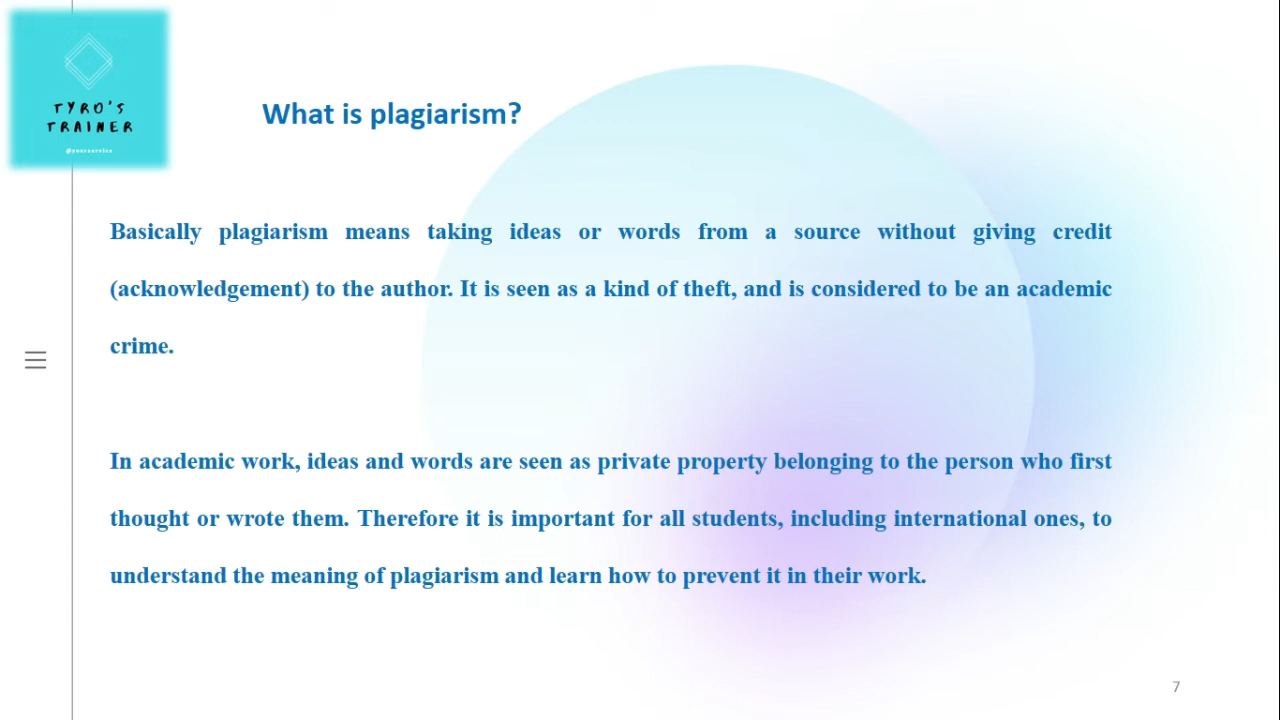 TYRO'S
TRAINER
@yourservice
What is plagiarism?
Basically plagiarism means taking ideas or words from a source without giving credit
(acknowledgement) to the author. It is seen as a kind of theft, and is considered to be an academic
crime.
In academic work, ideas and words are seen as private property belonging to the person who first
thought or wrote them. Therefore it is important for all students, including international ones, to
understand the meaning of plagiarism and learn how to prevent it in their work.
7